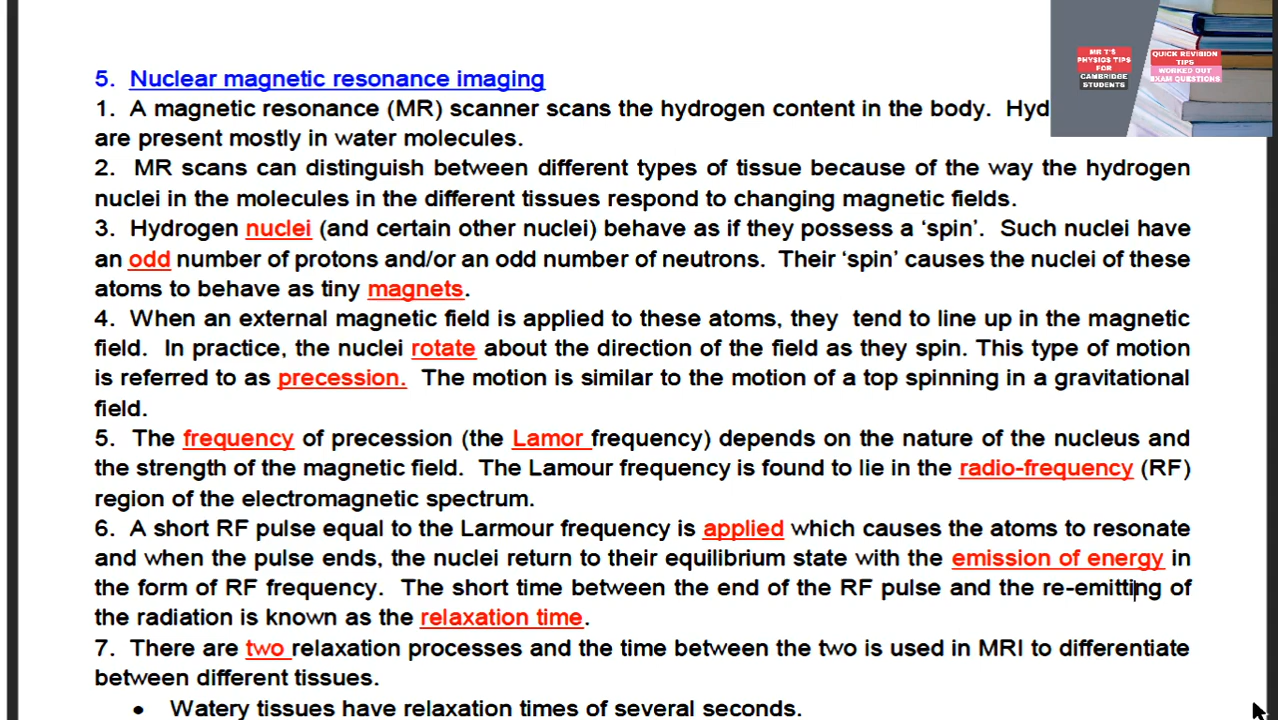 5. Nuclear magnetic resonance imaging
1. A magnetic resonance (MR) scanner scans the hydrogen content in the body. Hyd
are present mostly in water molecules.
2. MR scans can distinguish between different types of tissue because of the way the hydrogen
nuclei in the molecules in the different tissues respond to changing magnetic fields.
3. Hydrogen nuclei (and certain other nuclei) behave as if they possess a ‘spin’. Such nuclei have
an odd number of protons and/or an odd number of neutrons. Their ‘spin’ causes the nuclei of these
atoms to behave as tiny magnets.
4. When an external magnetic field is applied to these atoms, they tend to line up in the magnetic
field. In practice, the nuclei rotate about the direction of the field as they spin. This type of motion
is referred to as precession. The motion is similar to the motion of a top spinning in a gravitational
field.
5. The frequency of precession (the Lamor frequency) depends on the nature of the nucleus and
the strength of the magnetic field. The Lamour frequency is found to lie in the radio-frequency (RF)
region of the electromagnetic spectrum.
6. A short RF pulse equal to the Larmour frequency is applied which causes the atoms to resonate
and when the pulse ends, the nuclei return to their equilibrium state with the emission of energy in
the form of RF frequency. The short time between the end of the RF pulse and the re-emitting of
the radiation is known as the relaxation time.
7. There are two relaxation processes and the time between the two is used in MRI to differentiate
between different tissues.
• Watery tissues have relaxation times of several seconds.
MR T'S
PHYSICS TIPS
FOR
CAMBRIDGE
STUDENTS
QUICK REVISION
TIPS
WORKED OUT
EXAM QUESTIONS